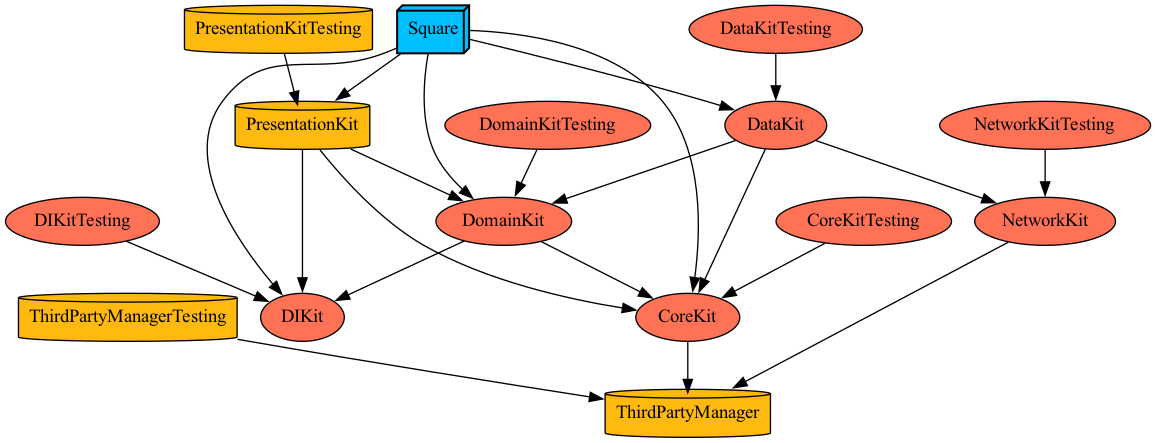 PresentationKitTesting
Square
DataKitTesting
PresentationKit
DomainKitTesting
DataKit
NetworkKitTesting
DIKitTesting
DomainKit
CoreKitTesting
NetworkKit
ThirdPartyManagerTesting
DIKit
CoreKit
ThirdPartyManager